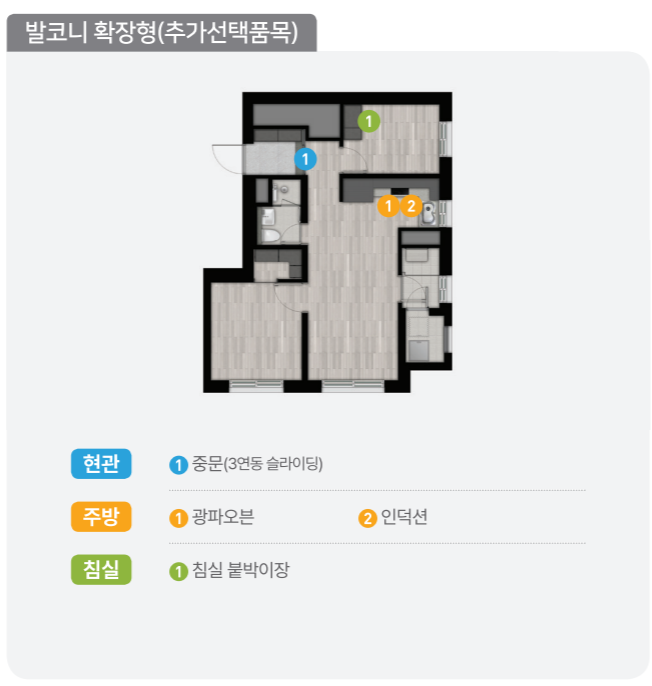 발코니 확장형(추가선택품목)
1
1
1 2
현관 1 중문(3연동 슬라이딩)
주방 1 광파오븐 2 인덕션
침실 1 침실 붙박이장